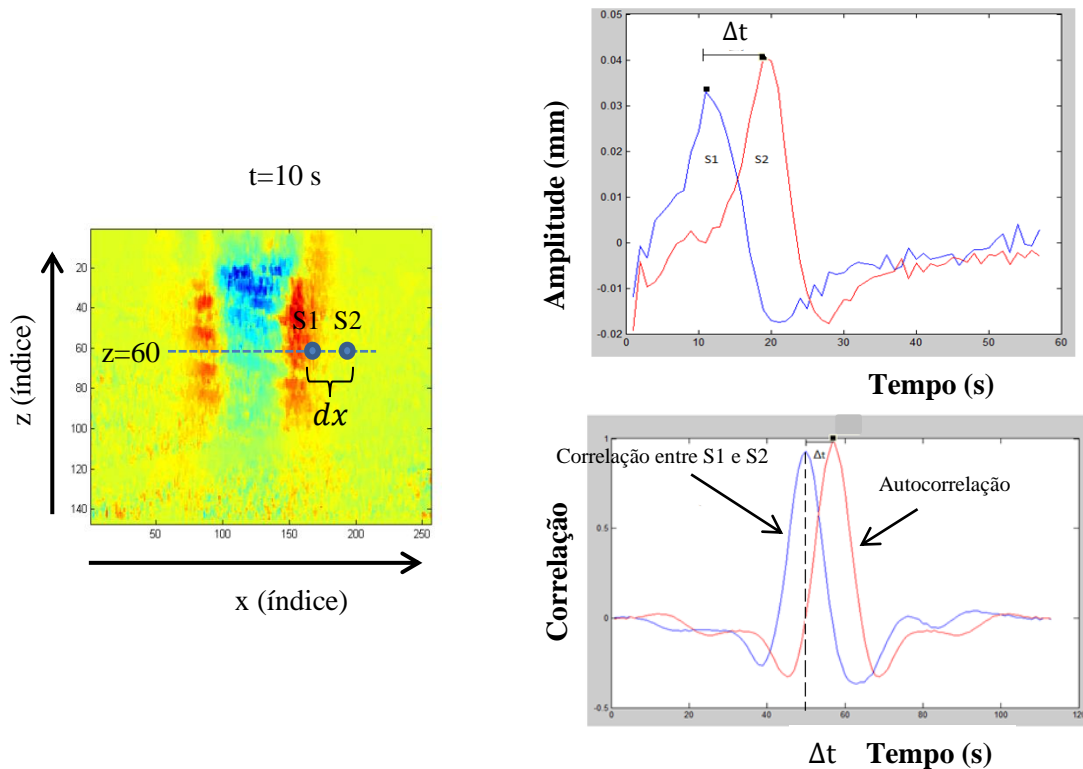 t=10 s
20
40
60
80
100
120
140
50
100
150
200
250
z (índice)
z=60
S1
S2
dx
x (índice)
0.05
0.04
0.03
0.02
0.01
0
-0.01
-0.02
0
10
20
30
40
50
60
Δt
S1
S2
Amplitude (mm)
Tempo (s)
1
0.5
0
-0.5
0
20
40
60
80
100
120
Δt
Correlação entre S1 e S2
Autocorrelação
Correlação
Δt Tempo (s)